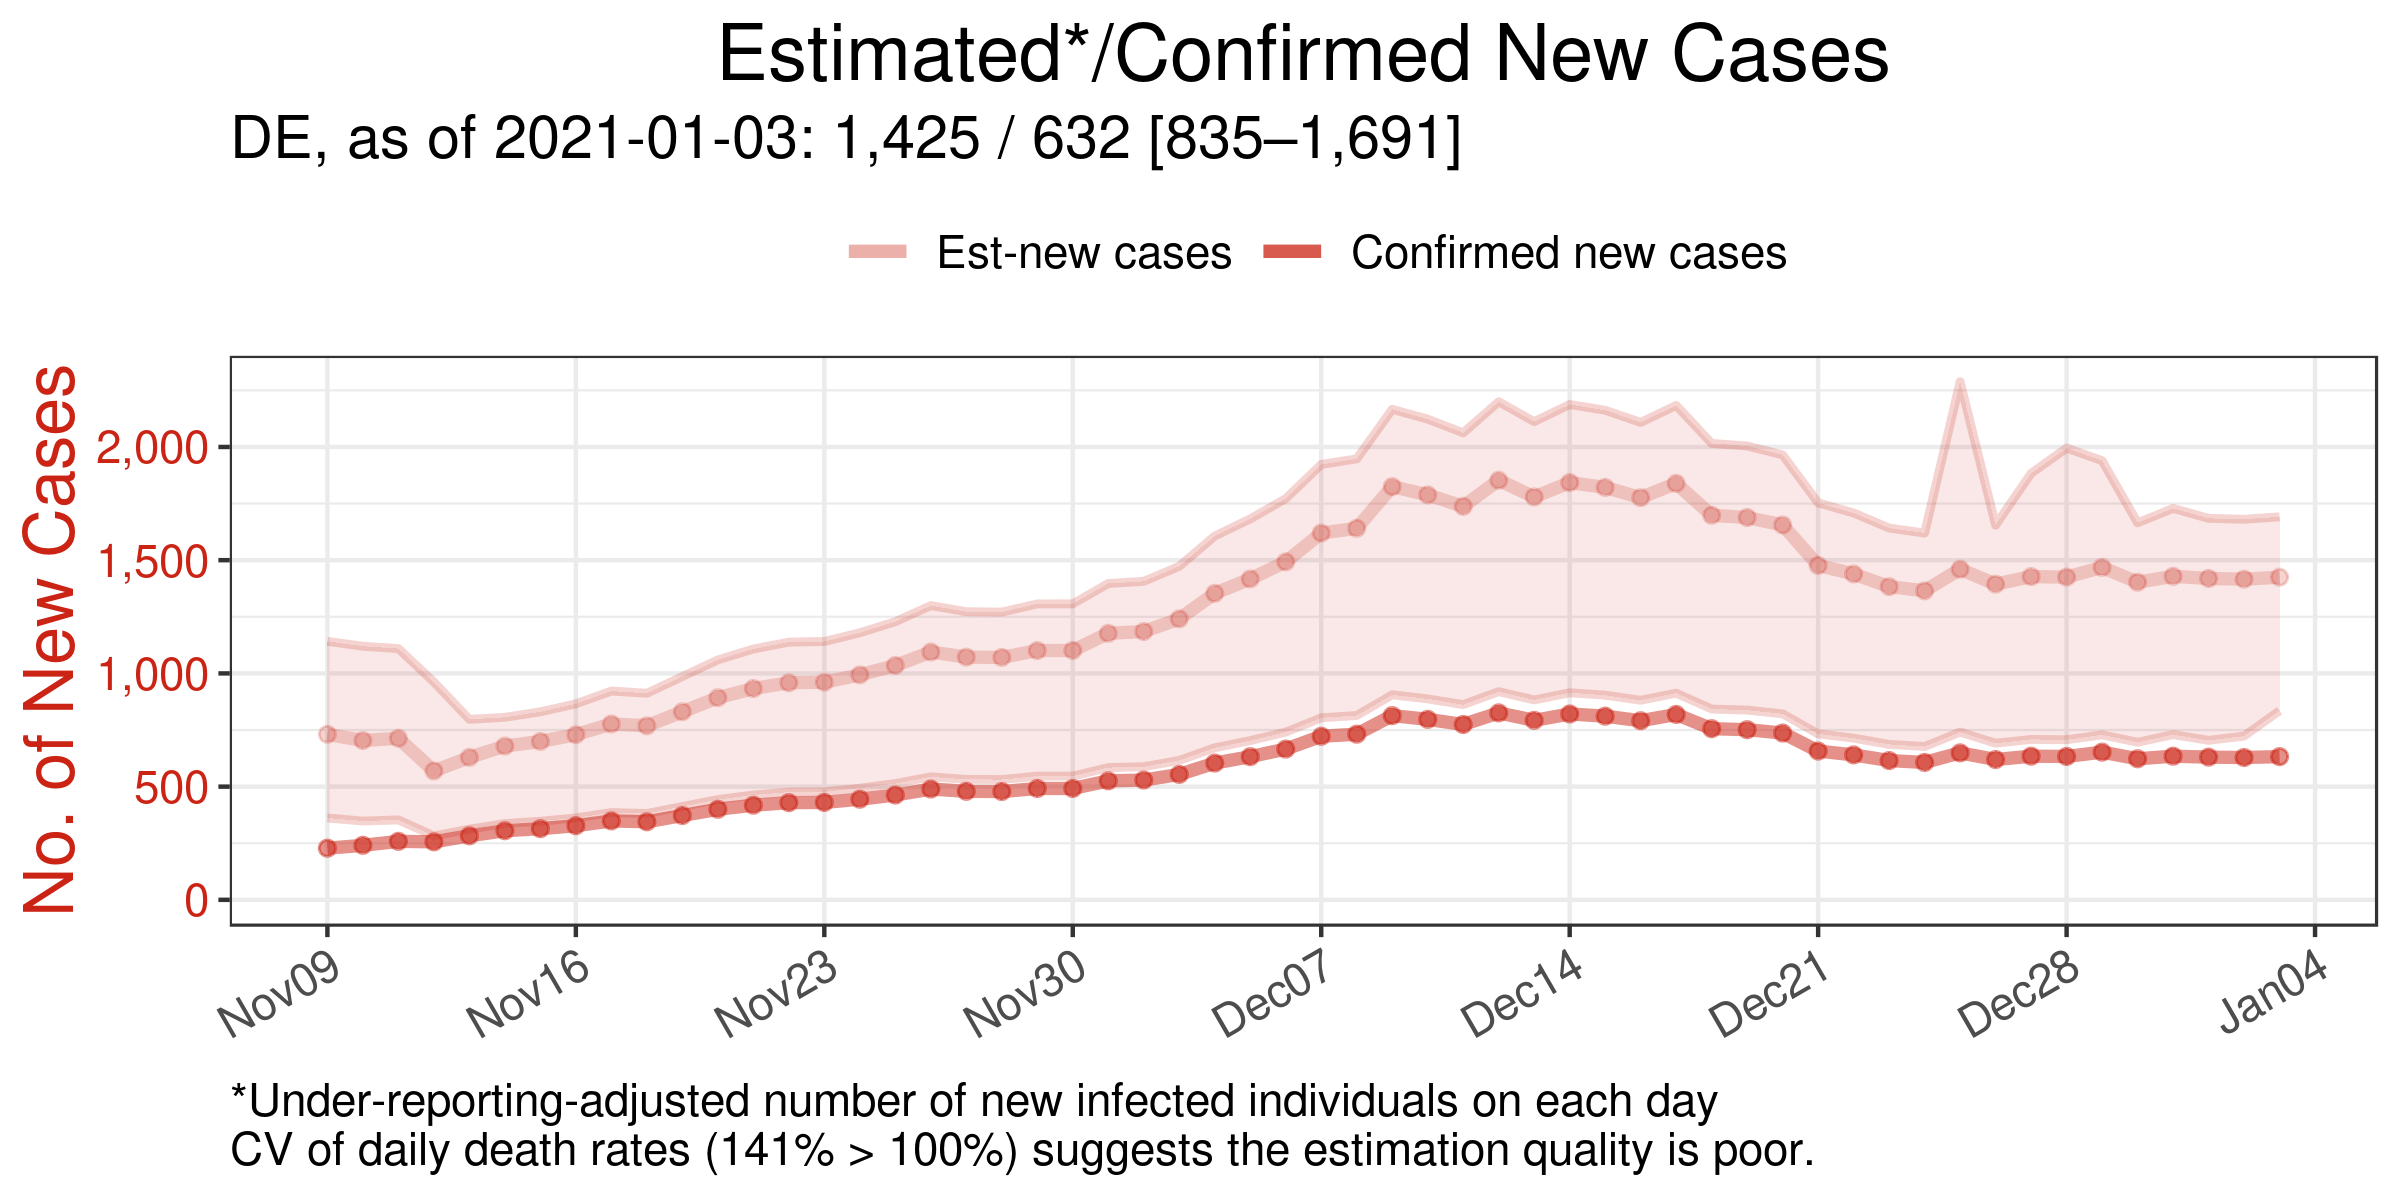 Estimated*/Confirmed New Cases
DE, as of 2021-01-03: 1,425 / 632 [835–1,691]
Est-new cases
Confirmed new cases
No. of New Cases
2,000
1,500
1,000
500
0
Nov09
Nov16
Nov23
Nov30
Dec07
Dec14
Dec21
Dec28
Jan04
*Under-reporting-adjusted number of new infected individuals on each day
CV of daily death rates (141% > 100%) suggests the estimation quality is poor.